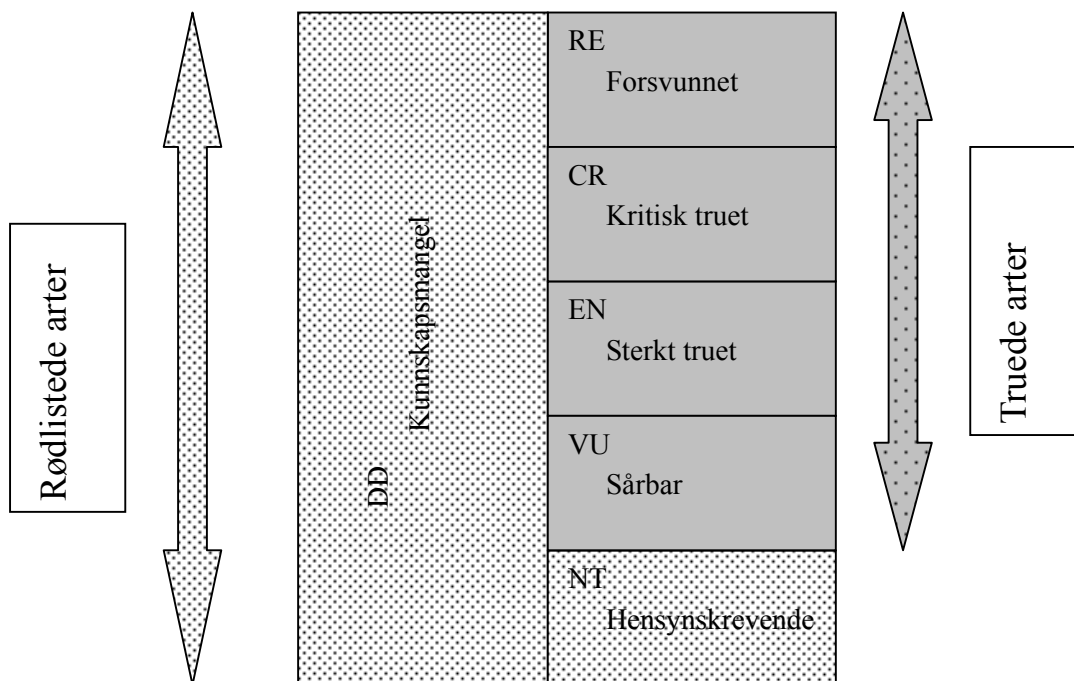 Rødlistede arter
DD
Kunnskapsmangel
RE
Forsvunnet
CR
Kritisk truet
EN
Sterkt truet
VU
Sårbar
NT
Hensynskrevende
Truede arter